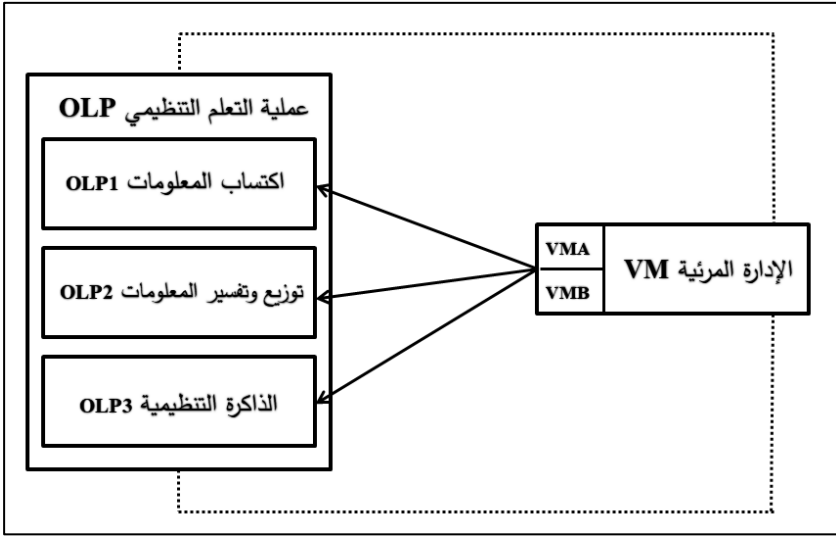 الإدارة المرئية VM
VMA
VMB
عملية التعلم التنظيمي OLP
اكتساب المعلومات OLP1
توزيع وتفسير المعلومات OLP2
الذاكرة التنظيمية OLP3